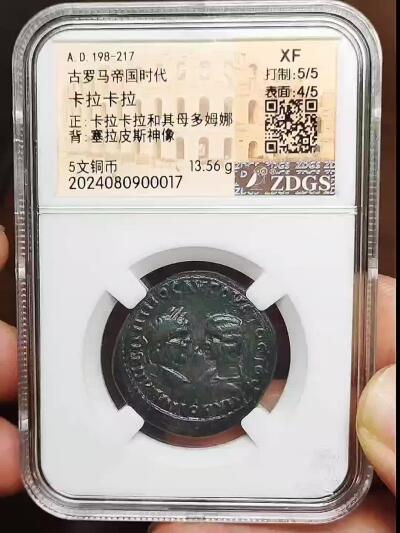 A.D. 198-217
XF
古罗马帝国时代
打制: 5/5
卡拉卡拉
表面: 4/5
正: 卡拉卡拉和其母多姆娜
背: 塞拉皮斯神像
5文铜币
13.56 g
2024080900017
ZDGS